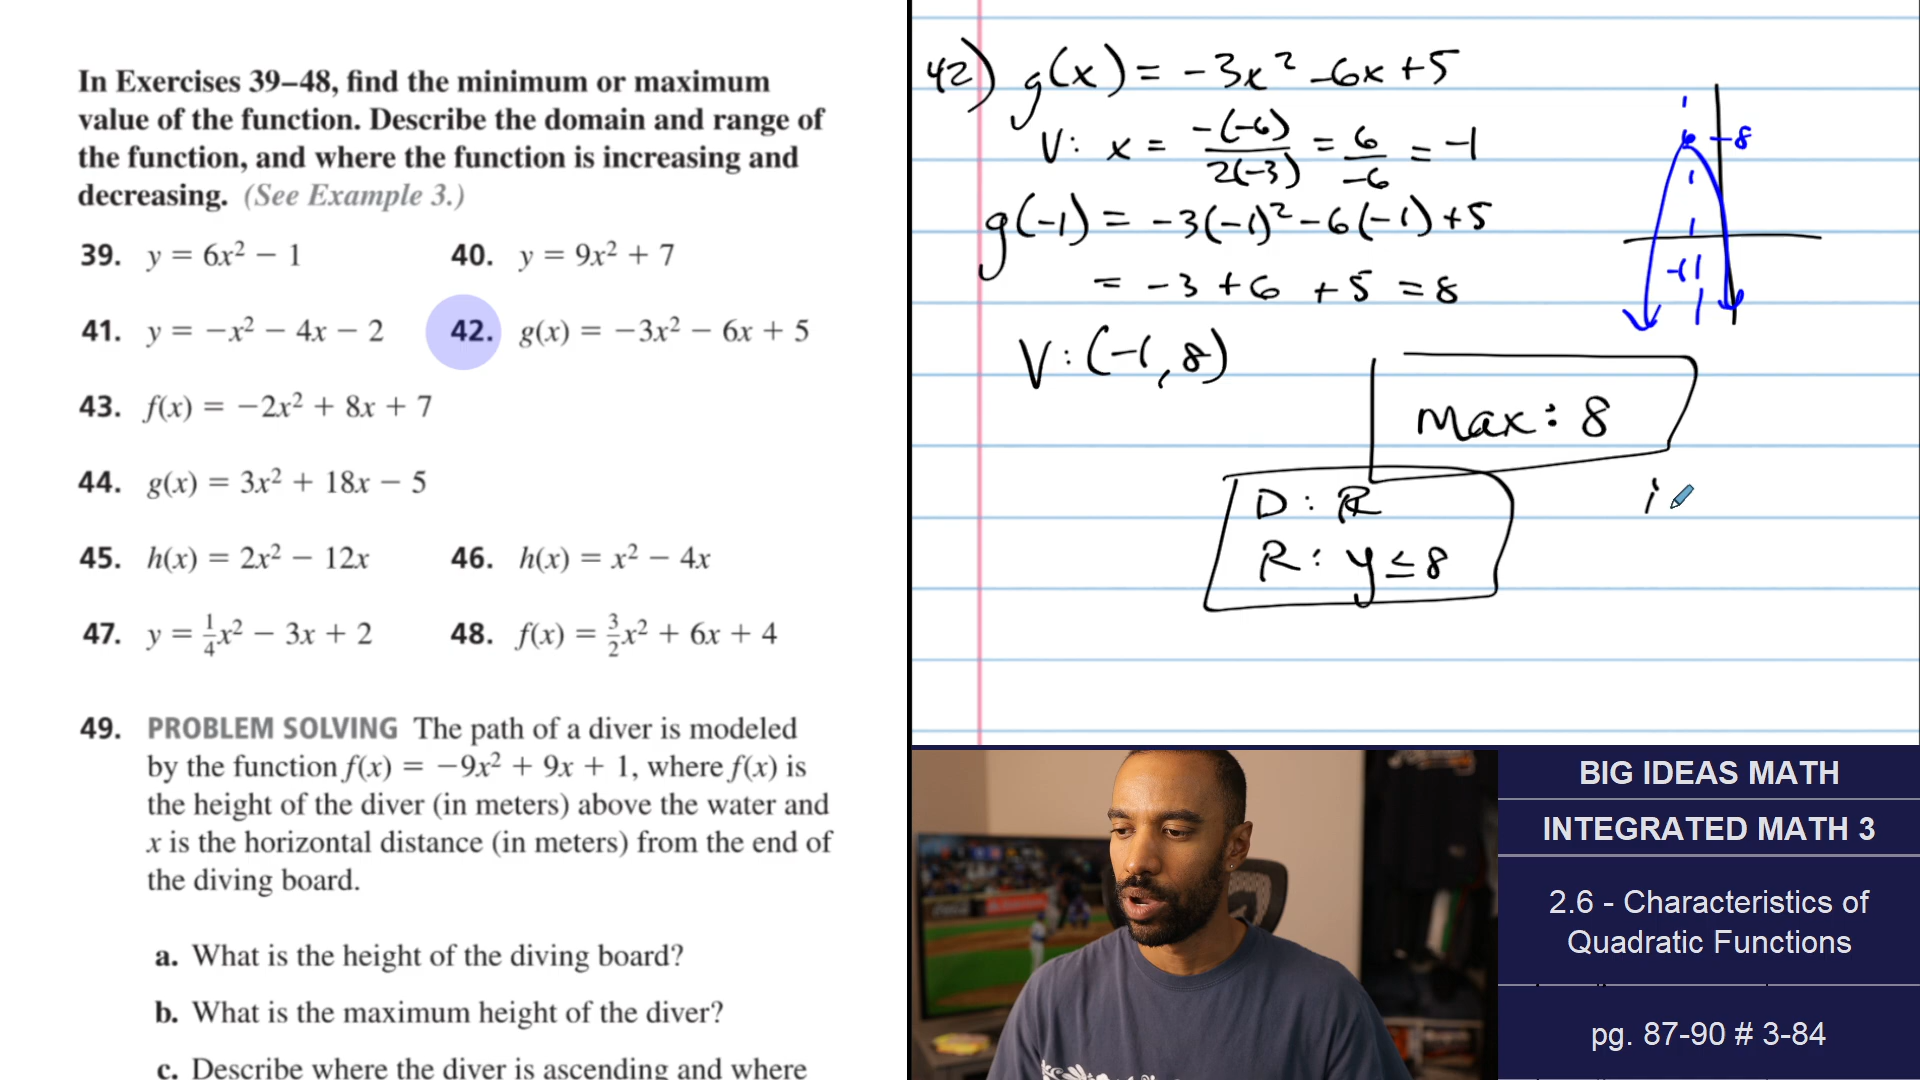 In Exercises 39–48, find the minimum or maximum
value of the function. Describe the domain and range of
the function, and where the function is increasing and
decreasing. (See Example 3.)
39. y = 6x² − 1
40. y = 9x² + 7
41. y = −x² − 4x − 2
42. g(x) = −3x² − 6x + 5
43. f(x) = −2x² + 8x + 7
44. g(x) = 3x² + 18x − 5
45. h(x) = 2x² − 12x
46. h(x) = x² − 4x
47. y = 1/4x² − 3x + 2
48. f(x) = 3/2x² + 6x + 4
49. PROBLEM SOLVING The path of a diver is modeled
by the function f(x) = −9x² + 9x + 1, where f(x) is
the height of the diver (in meters) above the water and
x is the horizontal distance (in meters) from the end of
the diving board.
a. What is the height of the diving board?
b. What is the maximum height of the diver?
c. Describe where the diver is ascending and where
42) g(x) = -3x² -6x +5
V: x = -(-6)/2(-3) = 6/-6 = -1
g(-1) = -3(-1)² -6(-1) +5
= -3 +6 +5 = 8
V: (-1, 8)
8
-1
Max: 8
D: ℝ
R: y ≤ 8
i
BIG IDEAS MATH
INTEGRATED MATH 3
2.6 - Characteristics of
Quadratic Functions
pg. 87-90 # 3-84